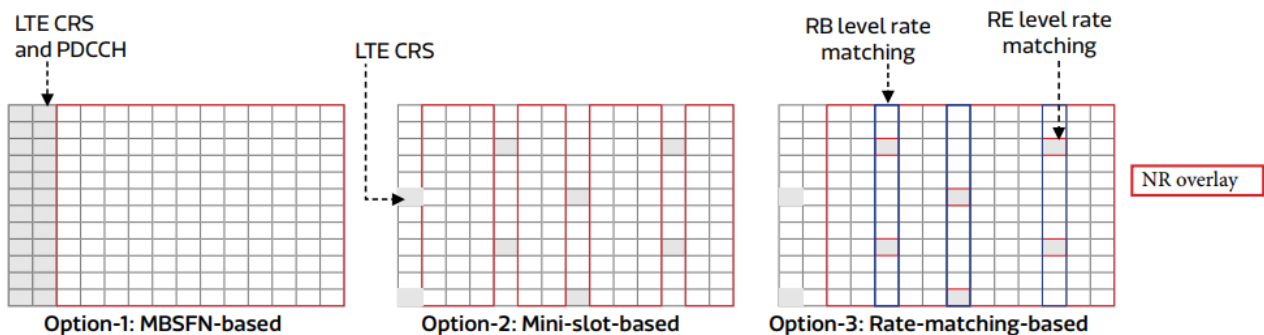 LTE CRS
and PDCCH
LTE CRS
RB level rate
matching
RE level rate
matching
NR overlay
Option-1: MBSFN-based
Option-2: Mini-slot-based
Option-3: Rate-matching-based